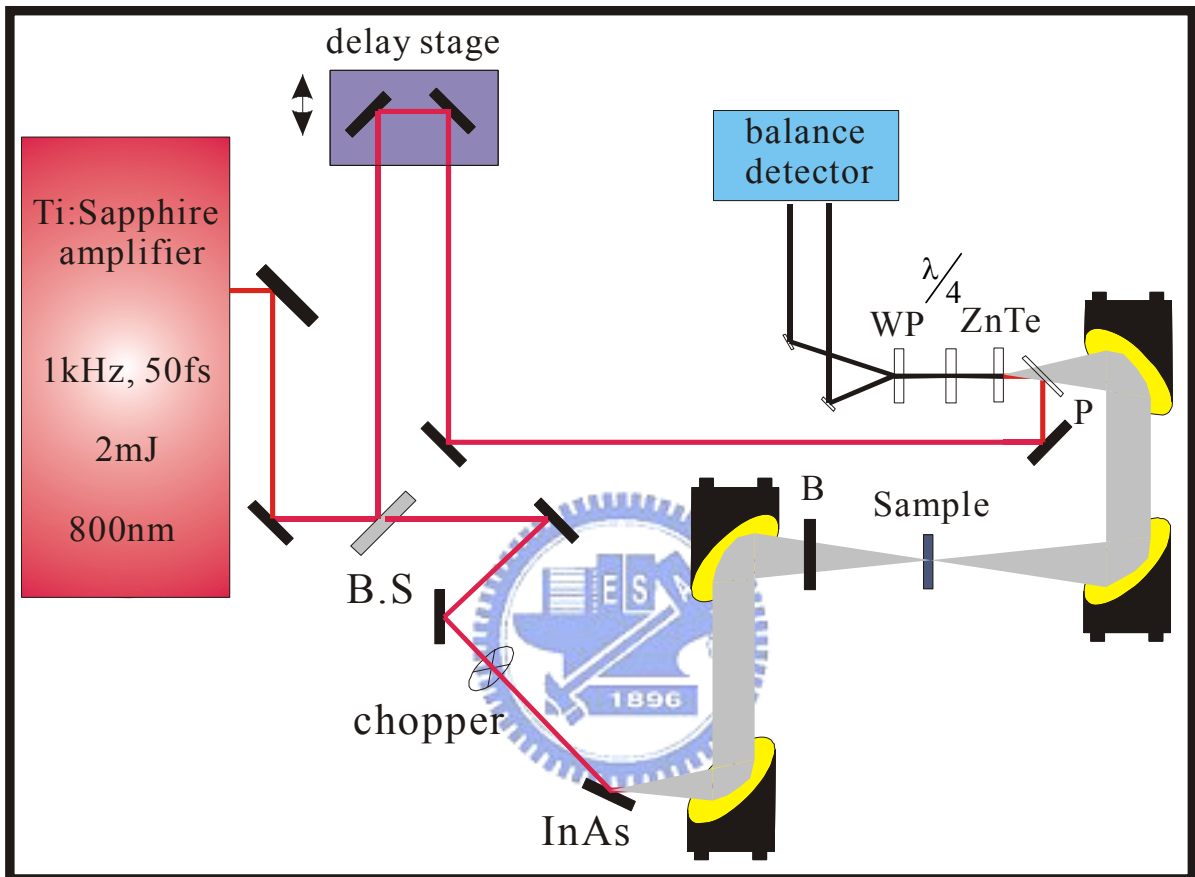 delay stage
balance
detector
Ti:Sapphire
amplifier
1kHz, 50fs
2mJ
800nm
λ/4
WP
ZnTe
P
B
Sample
B.S
E S A
1896
chopper
InAs